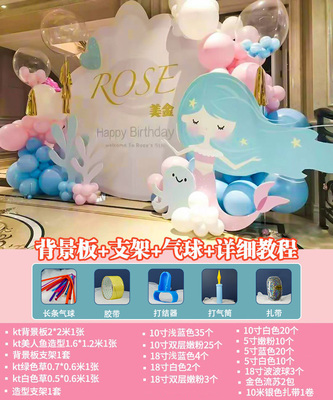 ROSE
美盒
Happy Birthday
welcome To Rose's Party
背景板+支架+气球+详细教程
长条气球
胶带
打结器
打气筒
扎带
kt背景板2*2米1张
kt美人鱼造型1.6*1.2米1张
背景板支架1套
kt绿色草0.7*0.6米1张
kt白色草0.5*0.6米1张
造型支架1套
10寸浅蓝色35个
10寸双层嫩粉25个
18寸浅蓝色4个
18寸白色2个
18寸双层嫩粉3个
10寸白色20个
5寸嫩粉10个
5寸蓝色20个
5寸白色10个
18寸波波球3个
金色流苏2包
10米银色扎带1卷